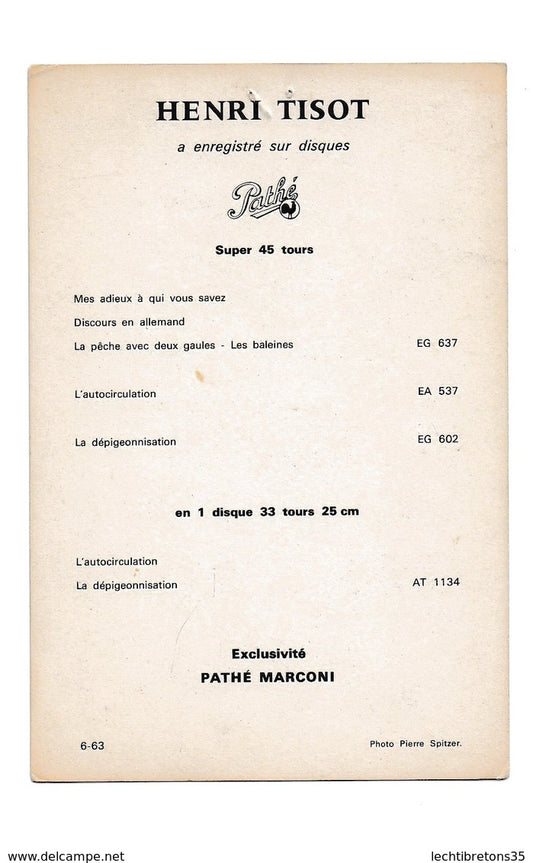 HENRI TISOT
a enregistré sur disques
Pathé
Super 45 tours
Mes adieux à qui vous savez
Discours en allemand
La pêche avec deux gaules - Les baleines EG 637
L'autocirculation EA 537
La dépigeonnisation EG 602
en 1 disque 33 tours 25 cm
L'autocirculation
La dépigeonnisation AT 1134
Exclusivité
PATHÉ MARCONI
6-63 Photo Pierre Spitzer.
www.delcampe.net lechtibretons35